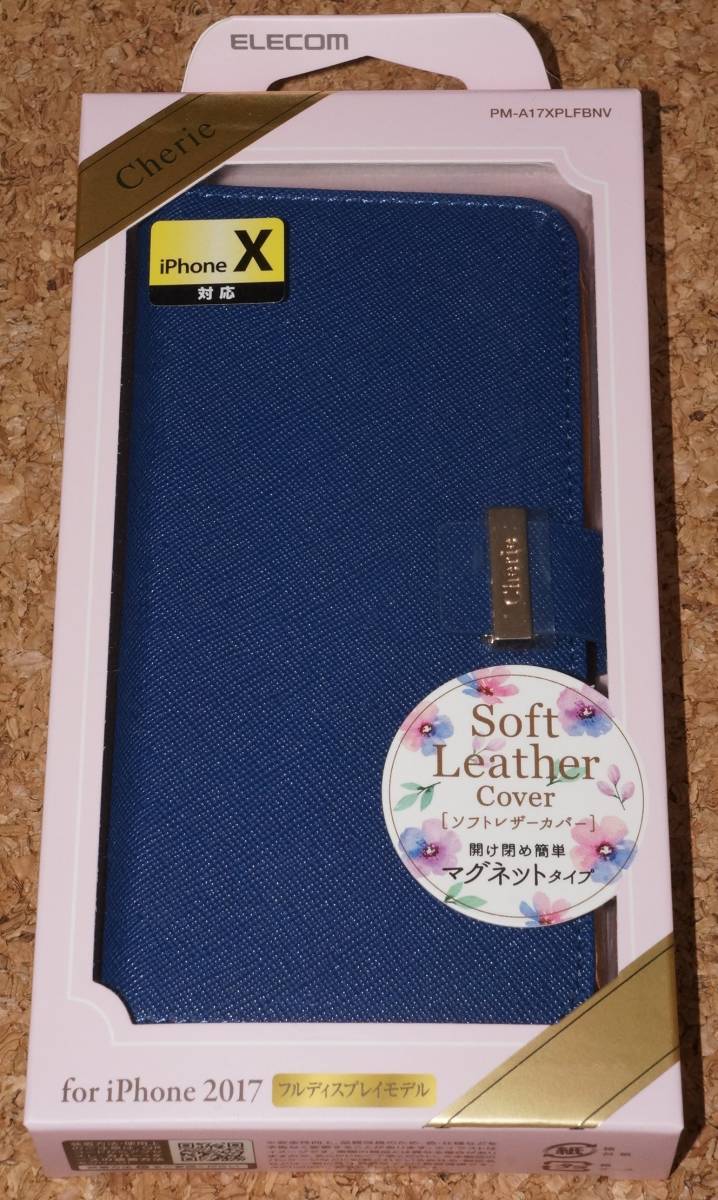 ELECOM
PM-A17XPLFBNV
Cherie
iPhone X
対応
Cherie
Soft
Leather
Cover
[ソフトレザーカバー]
開け閉め簡単
マグネットタイプ
for iPhone 2017 フルディスプレイモデル
紙